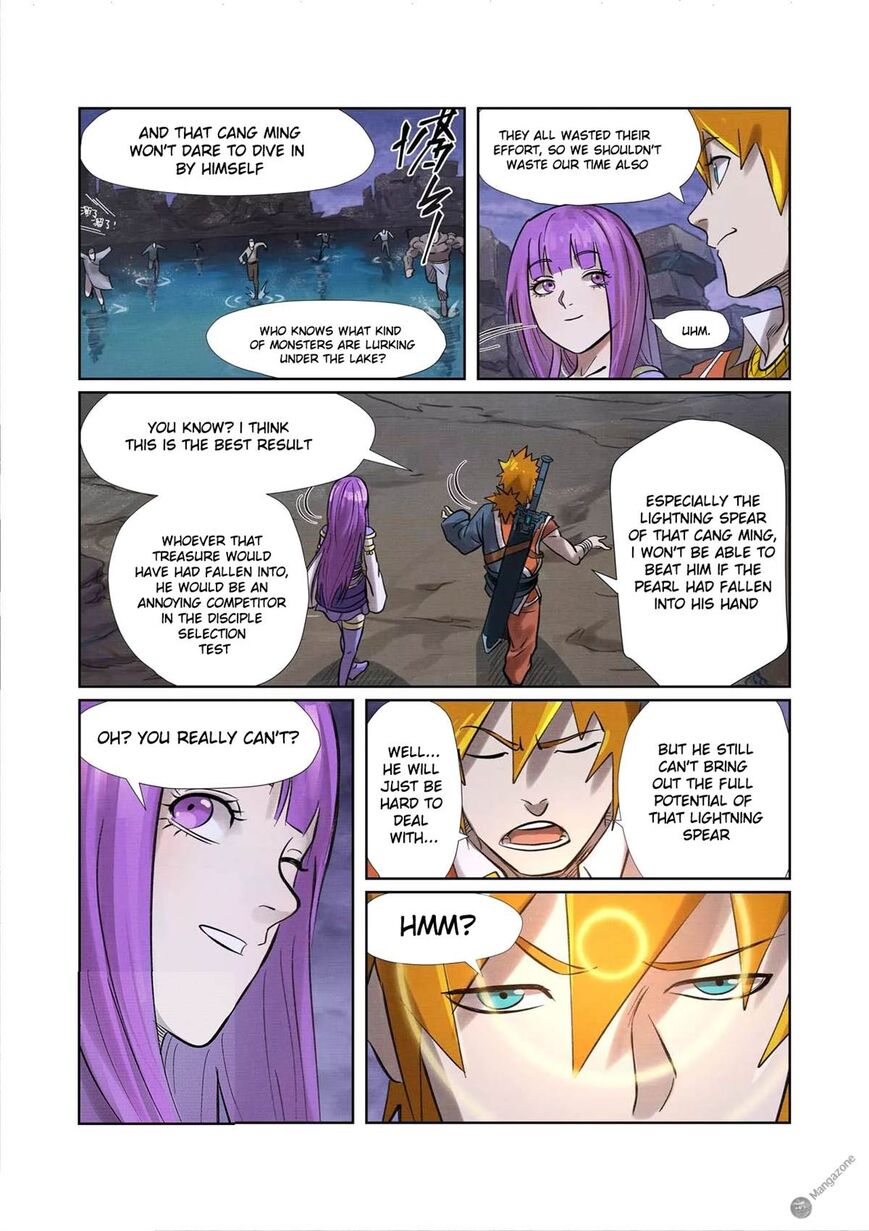 AND THAT CANG MING
WON'T DARE TO DIVE IN
BY HIMSELF
溜了
溜了!
WHO KNOWS WHAT KIND
OF MONSTERS ARE LURKING
UNDER THE LAKE?
THEY ALL WASTED THEIR
EFFORT, SO WE SHOULDN'T
WASTE OUR TIME ALSO
UHM.
YOU KNOW? I THINK
THIS IS THE BEST RESULT
WHOEVER THAT
TREASURE WOULD
HAVE HAD FALLEN INTO,
HE WOULD BE AN
ANNOYING COMPETITOR
IN THE DISCIPLE
SELECTION
TEST
ESPECIALLY THE
LIGHTNING SPEAR
OF THAT CANG MING,
I WON'T BE ABLE TO
BEAT HIM IF THE
PEARL HAD FALLEN
INTO HIS HAND
OH? YOU REALLY CAN'T?
WELL...
HE WILL
JUST BE
HARD TO
DEAL
WITH...
BUT HE STILL
CAN'T BRING
OUT THE FULL
POTENTIAL OF
THAT LIGHTNING
SPEAR
HMM?
Mangazone